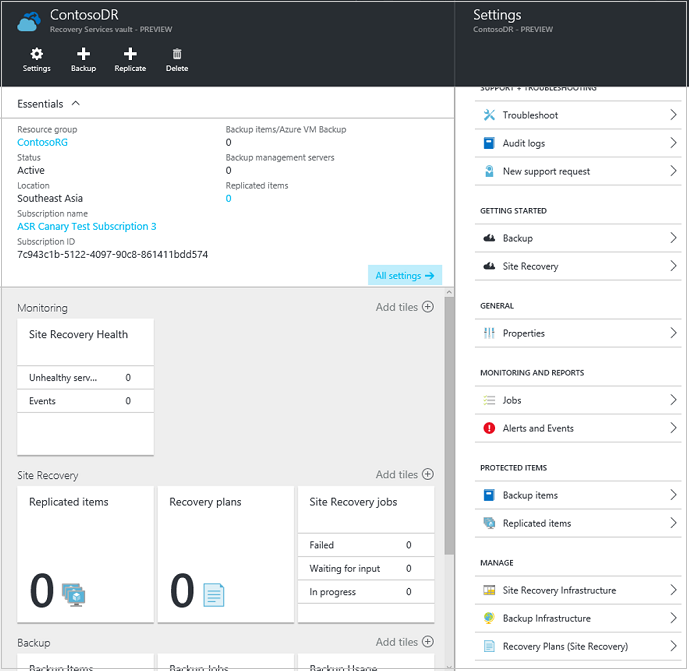 ContosoDR
Recovery Services vault - PREVIEW
Settings
Backup
Replicate
Delete
Essentials
Resource group
ContosoRG
Status
Active
Location
Southeast Asia
Subscription name
ASR Canary Test Subscription 3
Subscription ID
7c943c1b-5122-4097-90c8-861411bdd574
Backup items/Azure VM Backup
0
Backup management servers
0
Replicated items
0
All settings →
Monitoring
Add tiles
Site Recovery Health
Unhealthy serv... 0
Events 0
Site Recovery
Add tiles
Replicated items
0
Recovery plans
0
Site Recovery jobs
Failed 0
Waiting for input 0
In progress 0
Backup
Add tiles
Backup Items
Backup Jobs
Backup Usage
Settings
ContosoDR - PREVIEW
SUPPORT + TROUBLESHOOTING
Troubleshoot
Audit logs
New support request
GETTING STARTED
Backup
Site Recovery
GENERAL
Properties
MONITORING AND REPORTS
Jobs
Alerts and Events
PROTECTED ITEMS
Backup items
Replicated items
MANAGE
Site Recovery Infrastructure
Backup Infrastructure
Recovery Plans (Site Recovery)